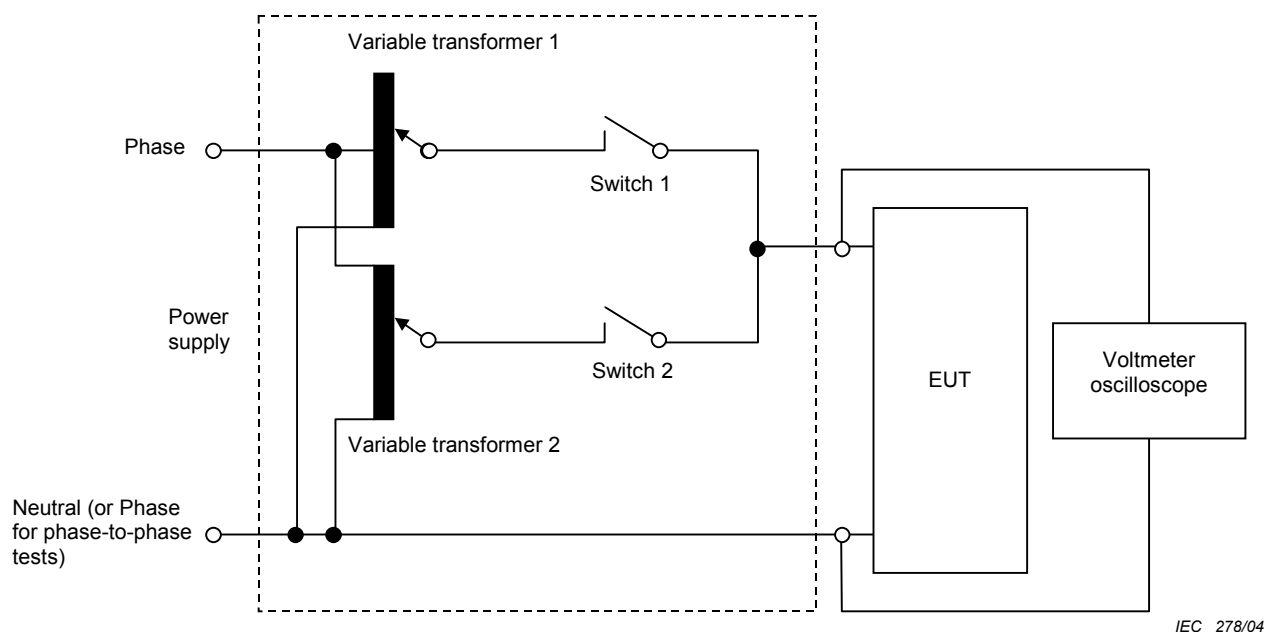 Variable transformer 1
Phase
Switch 1
Power
supply
Switch 2
EUT
Voltmeter
oscilloscope
Variable transformer 2
Neutral (or Phase
for phase-to-phase
tests)
IEC 278/04